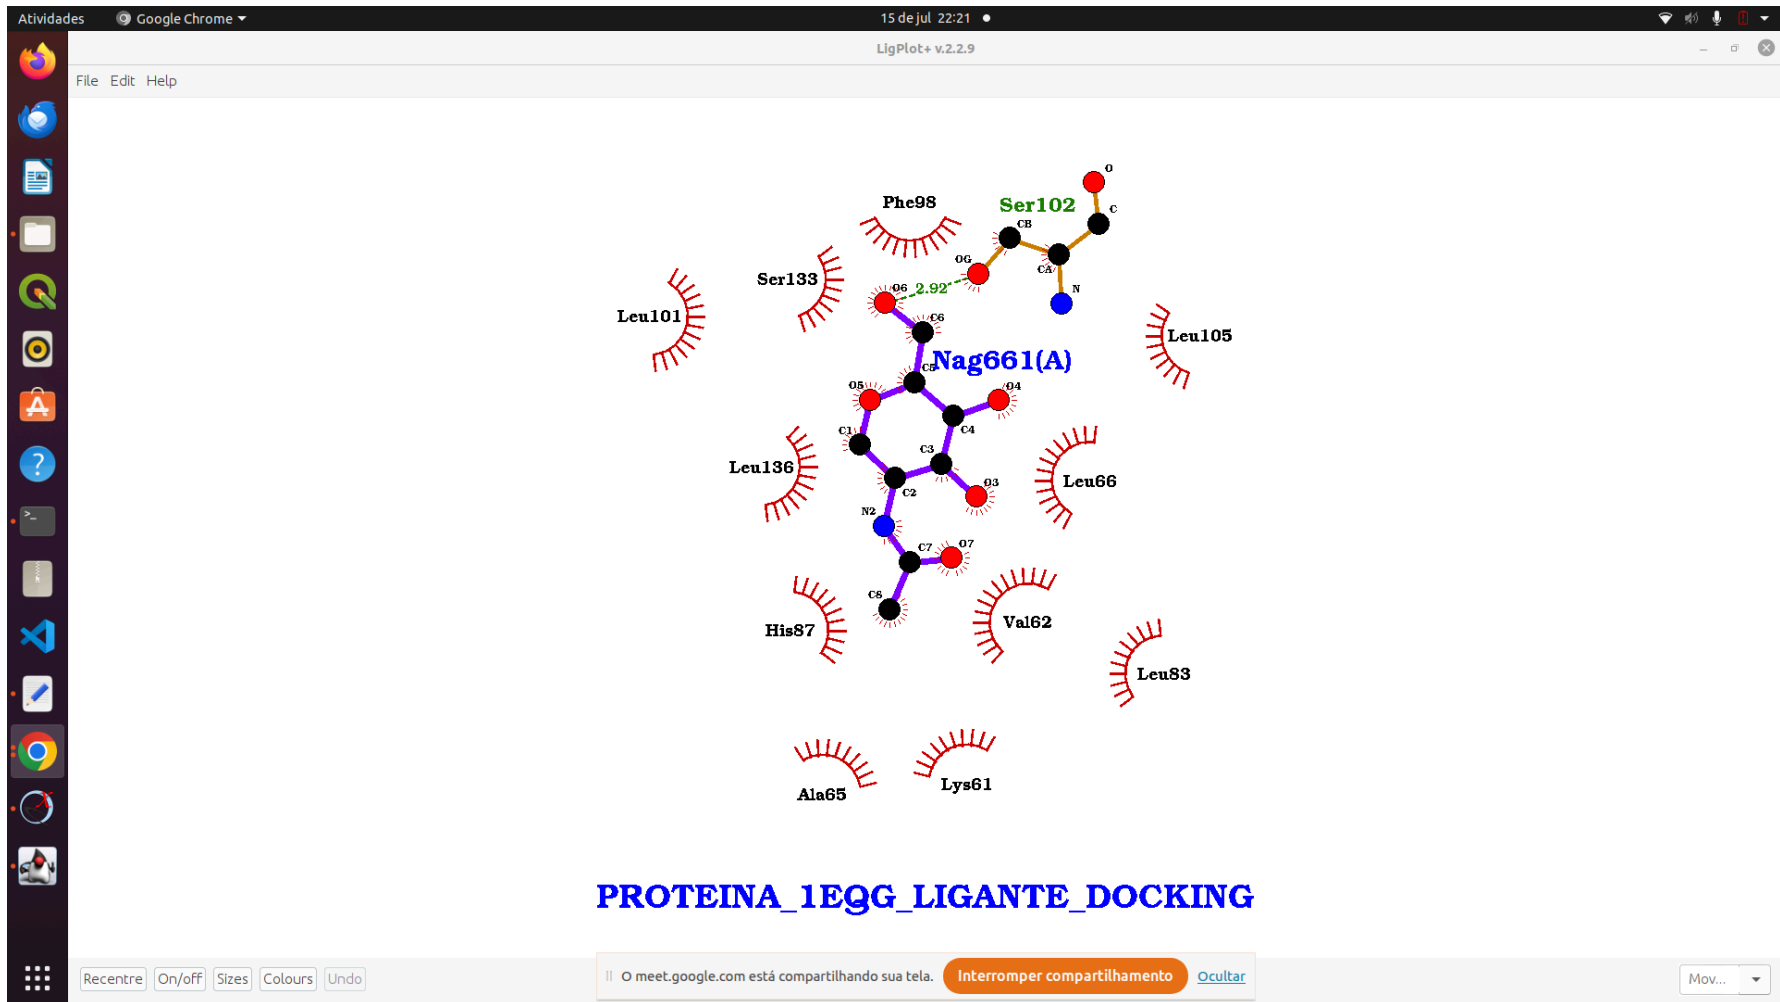 Atividades
Google Chrome
15 de jul 22:21
LigPlot+ v.2.2.9
File Edit Help
O
Phe98
Ser102
C
CB
OG
CA
Ser133
N
O6
2.92
Leu101
C6
Leu105
Nag661(A)
C5
O5
O4
C1
C4
C3
Leu136
Leu66
O3
C2
N2
C7
O7
C8
His87
Val62
Leu83
Lys61
Ala65
PROTEINA_1EQG_LIGANTE_DOCKING
Recentre On/off Sizes Colours Undo
O meet.google.com está compartilhando sua tela. Interromper compartilhamento Ocultar
Mov...